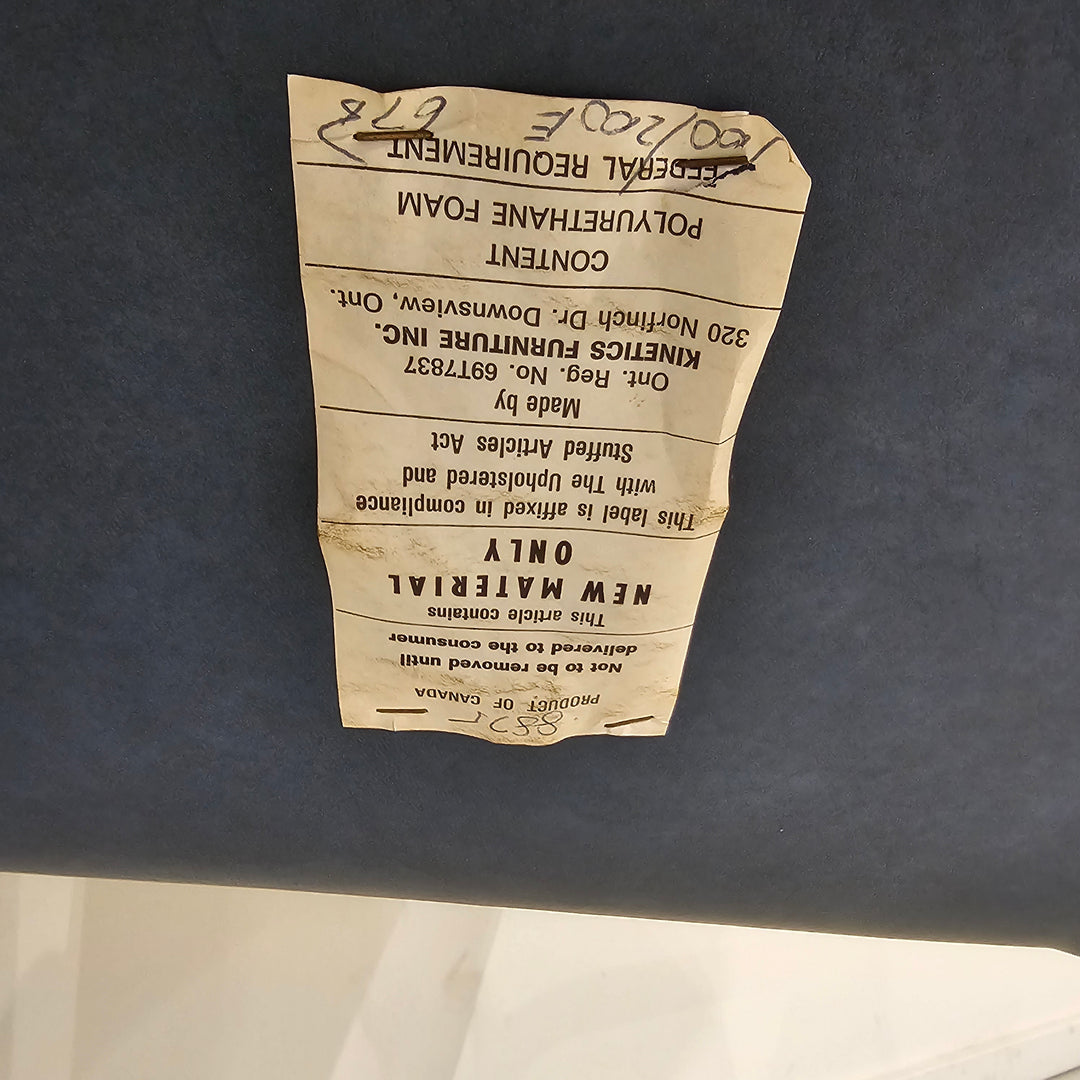 PRODUCT OF CANADA
Not to be removed until
delivered to the consumer
This article contains
NEW MATERIAL
ONLY
This label is affixed in compliance
with The Upholstered and
Stuffed Articles Act
Made by
Ont. Reg. No. 69T7837
KINETICS FURNITURE INC.
320 Norfinch Dr. Downsview, Ont.
CONTENT
POLYURETHANE FOAM
FEDERAL REQUIREMENT
100/200E 678